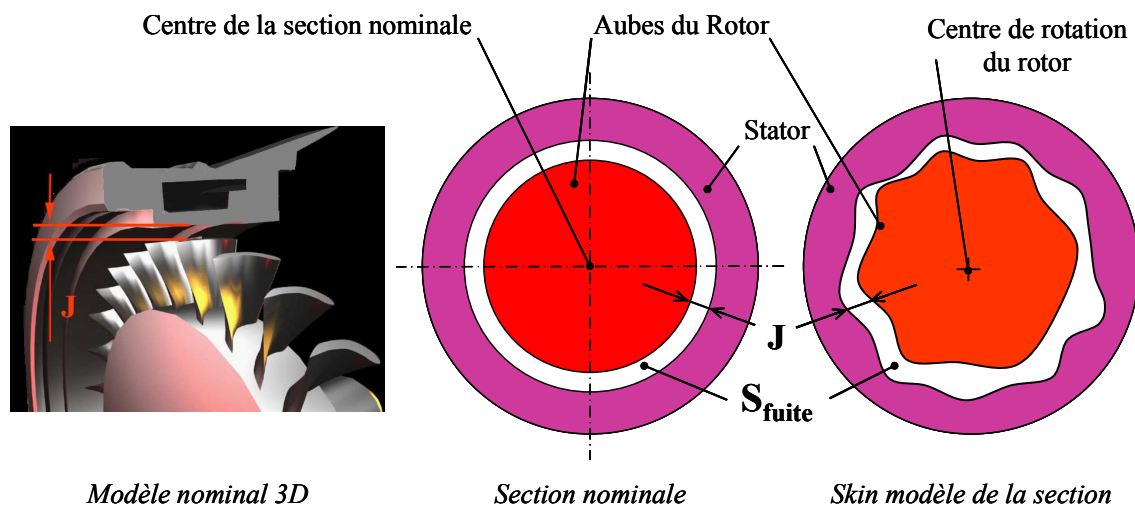 Centre de la section nominale
Aubes du Rotor
Centre de rotation
du rotor
Stator
J
J
S fuite
Modèle nominal 3D
Section nominale
Skin modèle de la section